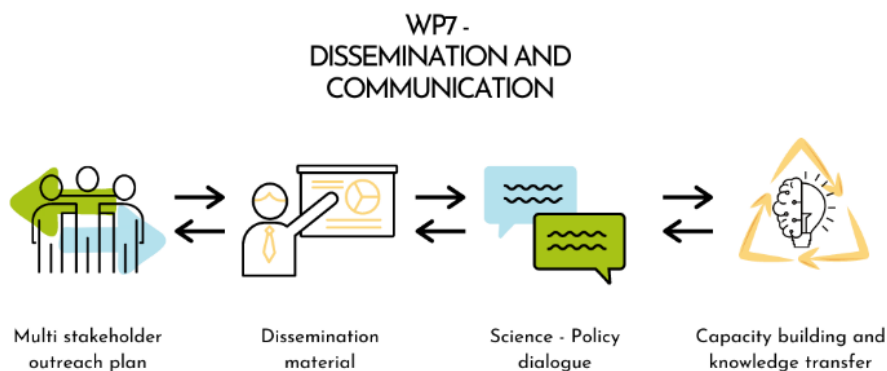 WP7 -
DISSEMINATION AND
COMMUNICATION
Multi stakeholder
outreach plan
Dissemination
material
Science - Policy
dialogue
Capacity building and
knowledge transfer